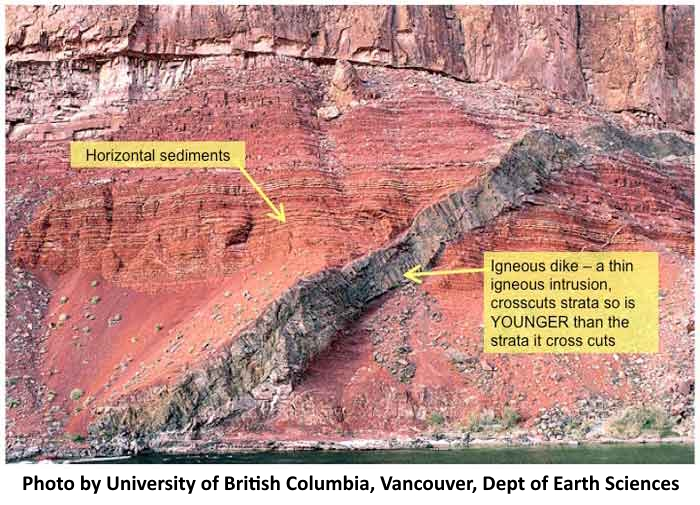 Horizontal sediments
Igneous dike – a thin
igneous intrusion,
crosscuts strata so is
YOUNGER than the
strata it cross cuts
Photo by University of British Columbia, Vancouver, Dept of Earth Sciences